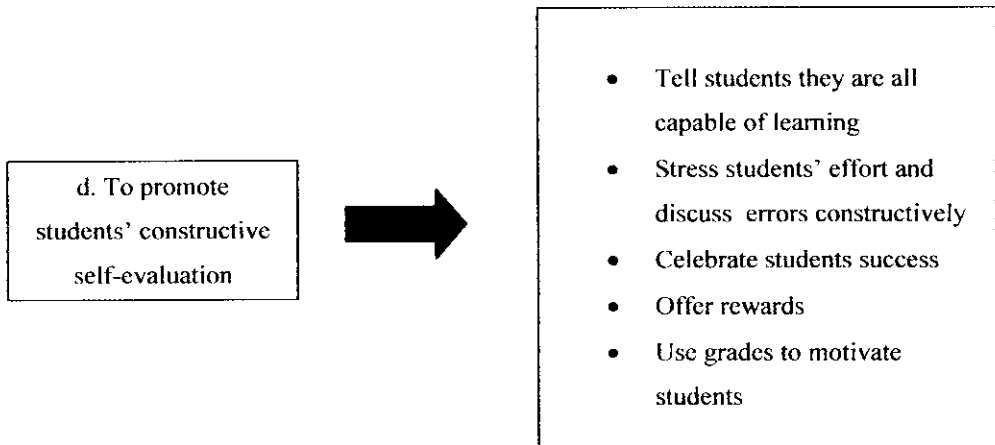 d. To promote
students' constructive
self-evaluation
• Tell students they are all
capable of learning
• Stress students' effort and
discuss errors constructively
• Celebrate students success
• Offer rewards
• Use grades to motivate
students